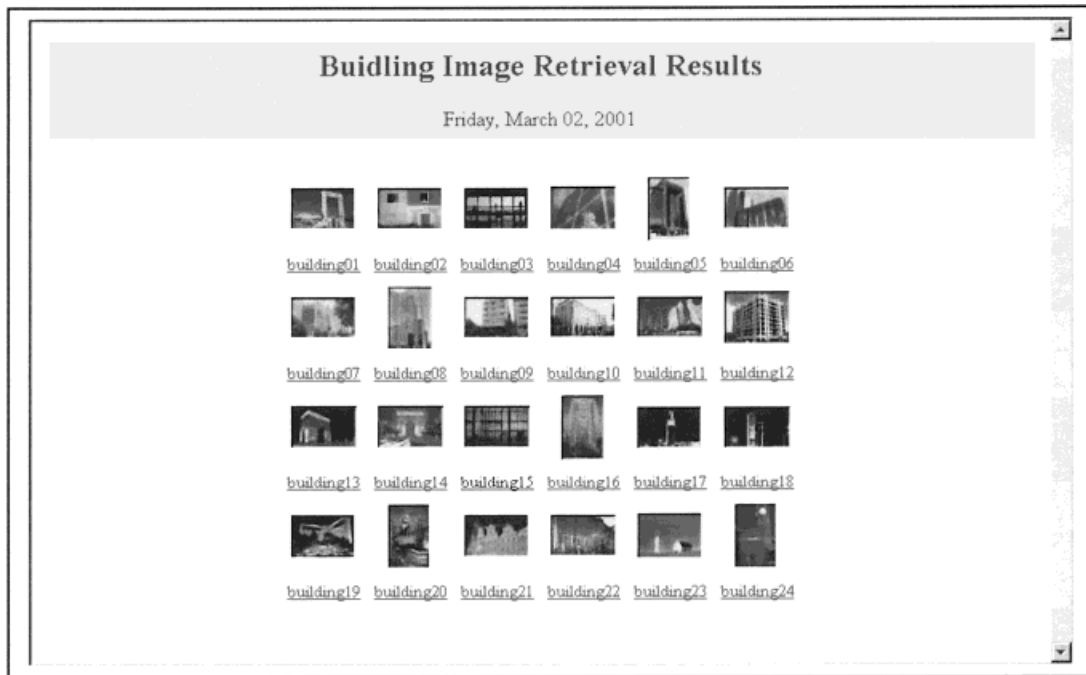 Buidling Image Retrieval Results
Friday, March 02, 2001
building01 building02 building03 building04 building05 building06
building07 building08 building09 building10 building11 building12
building13 building14 building15 building16 building17 building18
building19 building20 building21 building22 building23 building24